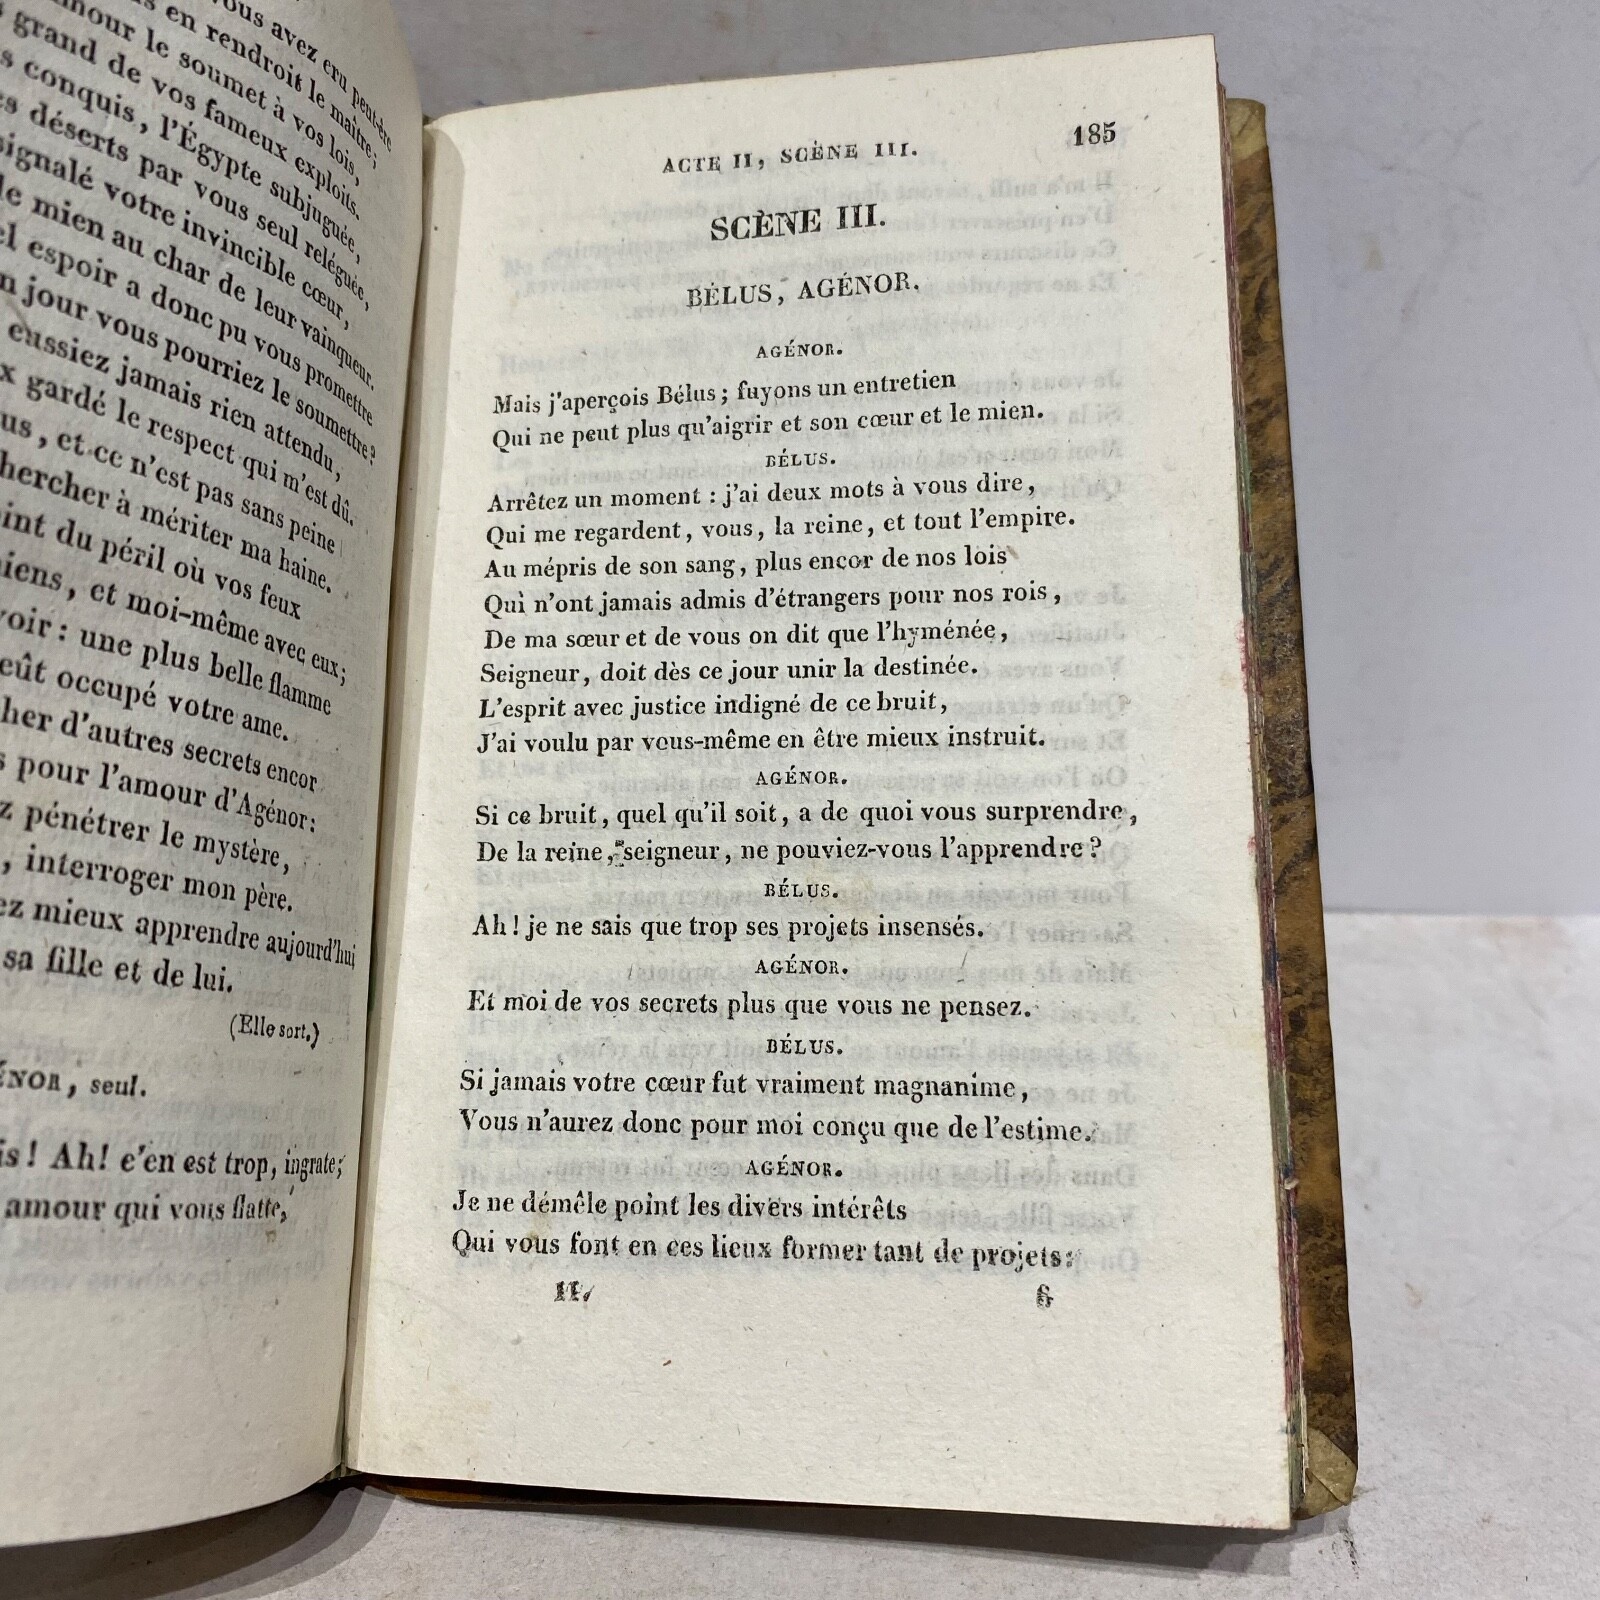 vous avez cru peut-être
en rendroit le maître;
amour le soumet à vos lois,
grand de vos fameux exploits.
conquis, l'Égypte subjuguée,
déserts par vous seul reléguée,
signalé votre invincible cœur,
le mien au char de leur vainqueur.
espoir a donc pu vous promettre
jour vous pourriez le soumettre?
eussiez jamais rien attendu,
gardé le respect qui m'est dû.
, et ce n'est pas sans peine
chercher à mériter ma haine.
du péril où vos feux
, et moi-même avec eux;
: une plus belle flamme
eût occupé votre ame.
d'autres secrets encor
pour l'amour d'Agénor:
pénétrer le mystère,
, interroger mon père.
mieux apprendre aujourd'hui
sa fille et de lui.
(Elle sort.)
ÉNOR, seul.
! Ah! c'en est trop, ingrate;
amour qui vous flatte,
ACTE II, SCÈNE III. 185
SCÈNE III.
BÉLUS, AGÉNOR.
AGÉNOR.
Mais j'aperçois Bélus; fuyons un entretien
Qui ne peut plus qu'aigrir et son cœur et le mien.
BÉLUS.
Arrêtez un moment : j'ai deux mots à vous dire,
Qui me regardent, vous, la reine, et tout l'empire.
Au mépris de son sang, plus encor de nos lois
Qui n'ont jamais admis d'étrangers pour nos rois,
De ma sœur et de vous on dit que l'hyménée,
Seigneur, doit dès ce jour unir la destinée.
L'esprit avec justice indigné de ce bruit,
J'ai voulu par vous-même en être mieux instruit.
AGÉNOR.
Si ce bruit, quel qu'il soit, a de quoi vous surprendre,
De la reine, seigneur, ne pouviez-vous l'apprendre?
BÉLUS.
Ah! je ne sais que trop ses projets insensés.
AGÉNOR.
Et moi de vos secrets plus que vous ne pensez.
BÉLUS.
Si jamais votre cœur fut vraiment magnanime,
Vous n'aurez donc pour moi conçu que de l'estime.
AGÉNOR.
Je ne démêle point les divers intérêts
Qui vous font en ces lieux former tant de projets:
II.